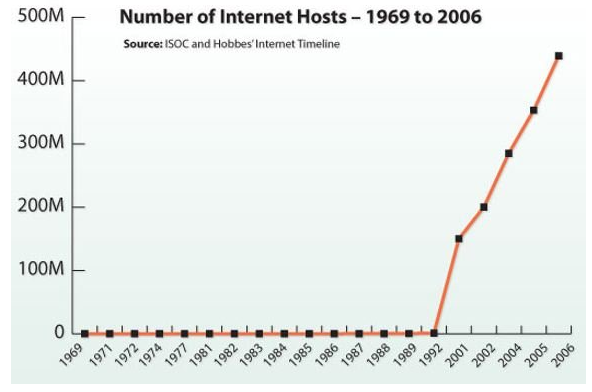 Number of Internet Hosts – 1969 to 2006
Source: ISOC and Hobbes' Internet Timeline
500M
400M
300M
200M
100M
0
1969 1971 1972 1974 1977 1981 1982 1983 1984 1985 1986 1987 1988 1989 1992 2001 2002 2004 2005 2006